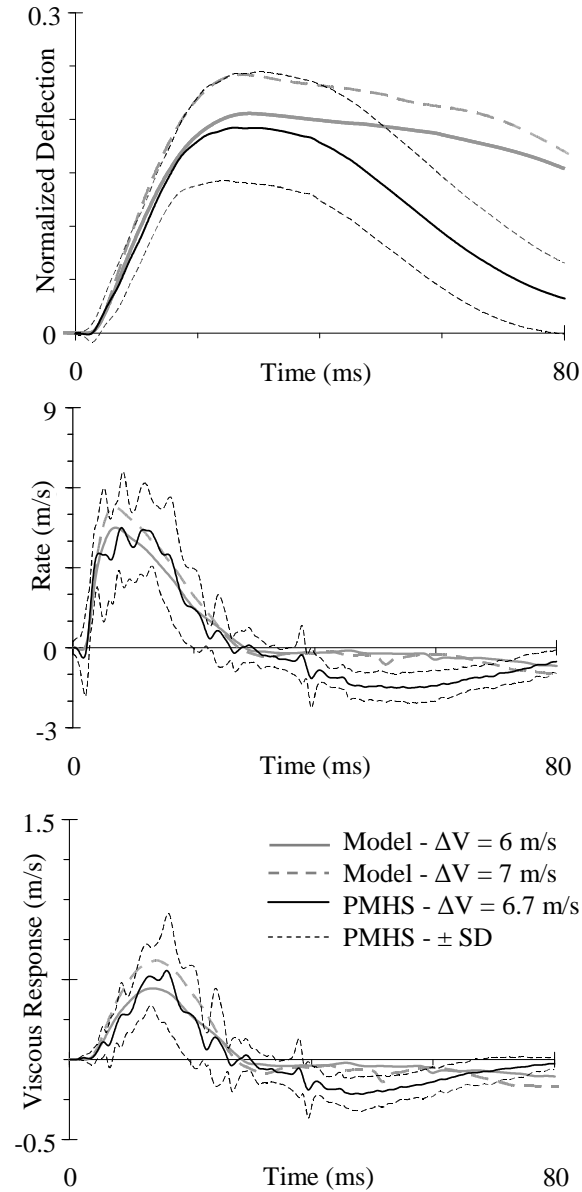 0.3
Normalized Deflection
0
0
Time (ms)
80
9
Rate (m/s)
0
-3
0
Time (ms)
80
1.5
Model - ΔV = 6 m/s
Model - ΔV = 7 m/s
PMHS - ΔV = 6.7 m/s
PMHS - ± SD
Viscous Response (m/s)
-0.5
0
Time (ms)
80